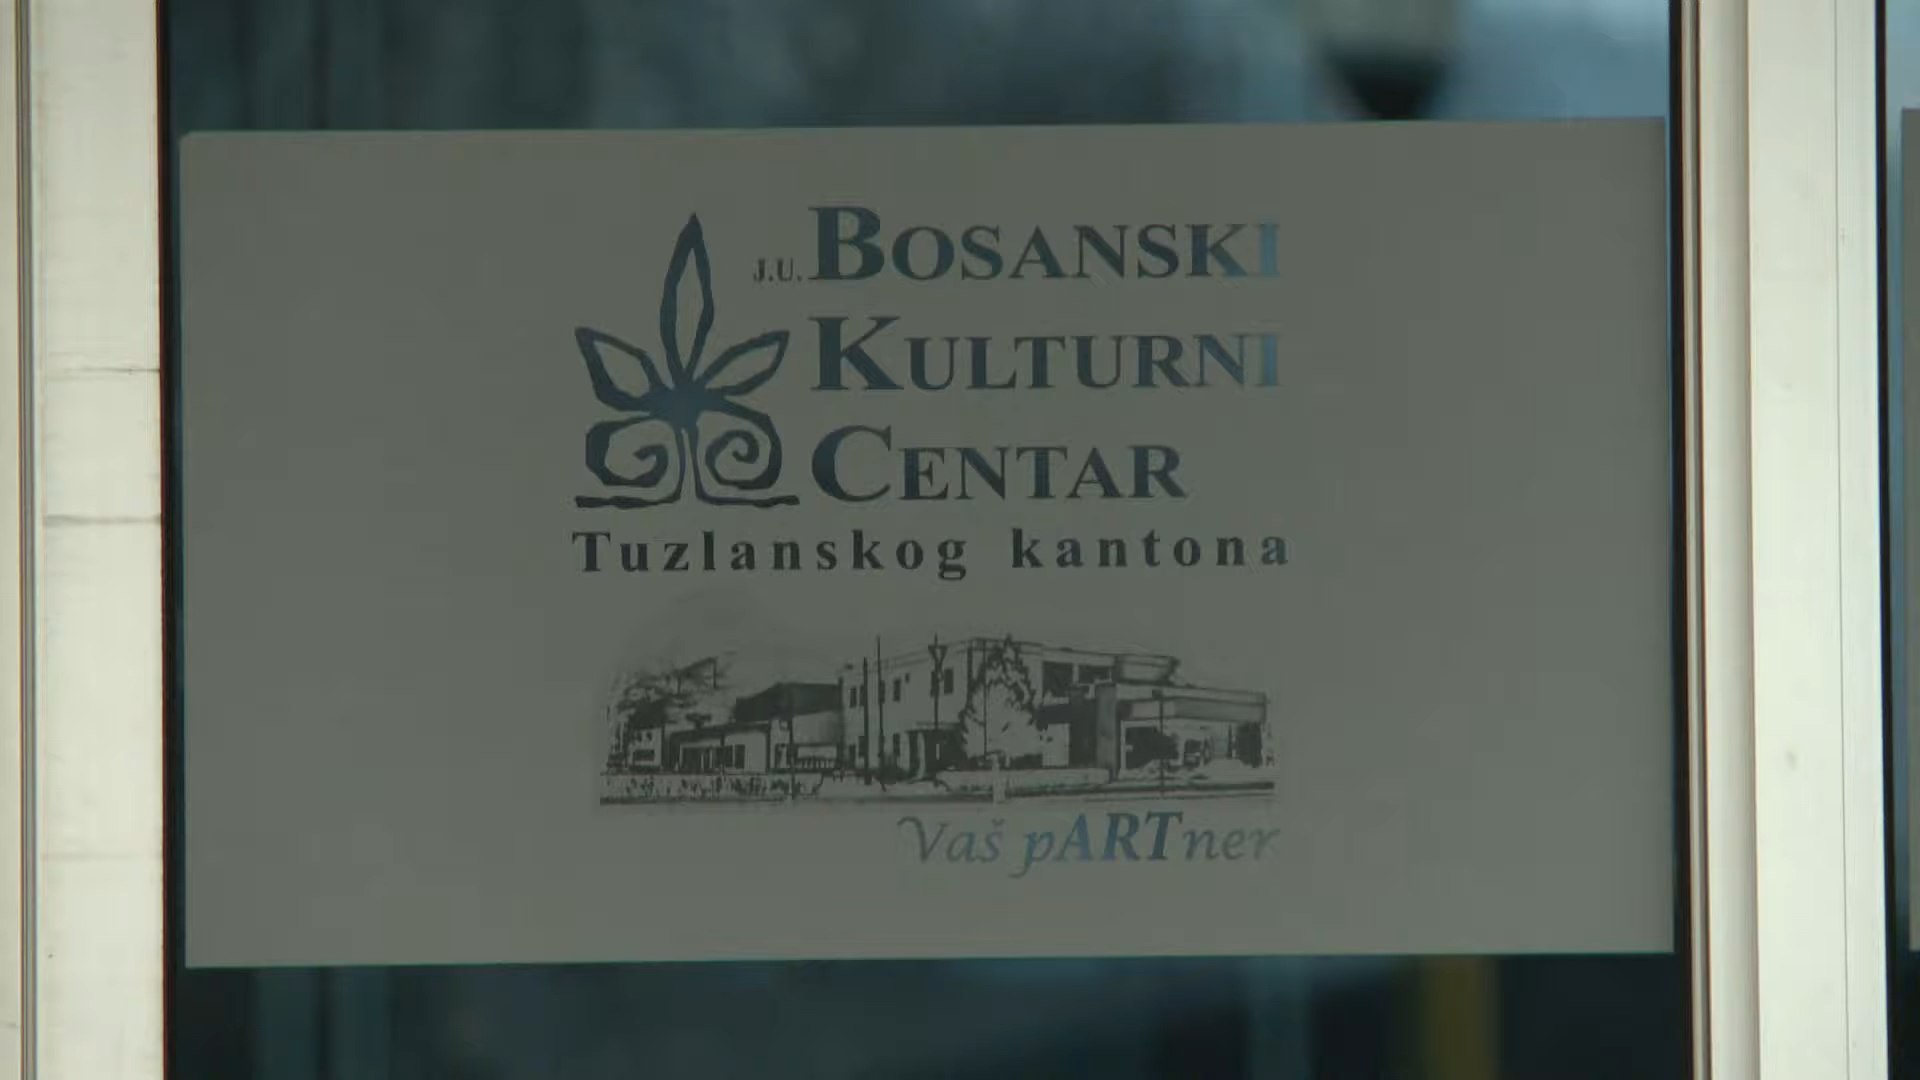 J.U. BOSANSKI
KULTURNI
CENTAR
Tuzlanskog kantona
Vaš pARTner